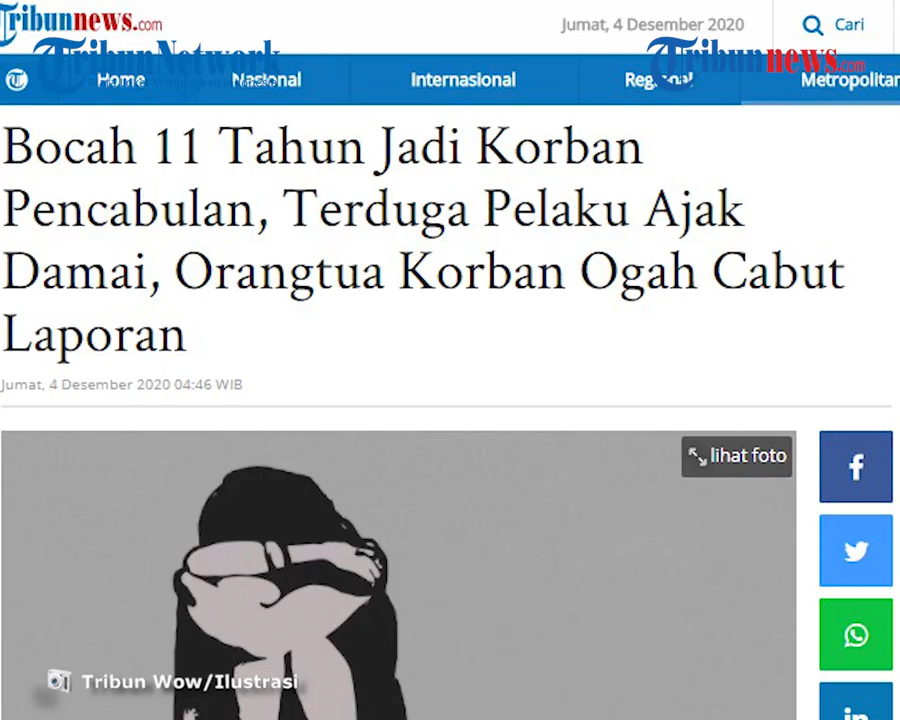 Tribunnews.com
Jumat, 4 Desember 2020
Cari
TribunNetwork
Tribunnews.com
Home
Nasional
Internasional
Regional
Metropolitan
Bocah 11 Tahun Jadi Korban
Pencabulan, Terduga Pelaku Ajak
Damai, Orangtua Korban Ogah Cabut
Laporan
Jumat, 4 Desember 2020 04:46 WIB
lihat foto
Tribun Wow/Ilustrasi